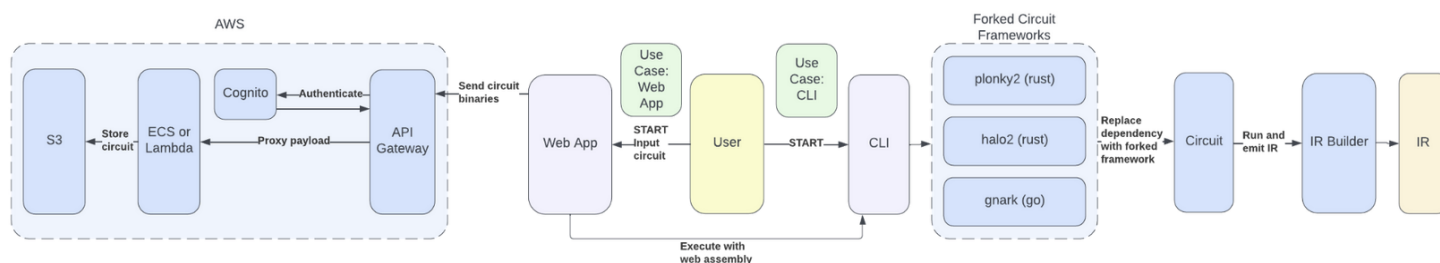 AWS
S3
Store
circuit
ECS or
Lambda
Cognito
Authenticate
Proxy payload
API
Gateway
Send circuit
binaries
Web App
Use
Case:
Web
App
START
Input
circuit
User
Use
Case:
CLI
START
CLI
Execute with
web assembly
Forked Circuit
Frameworks
plonky2 (rust)
halo2 (rust)
gnark (go)
Replace
dependency
with forked
framework
Circuit
Run and
emit IR
IR Builder
IR